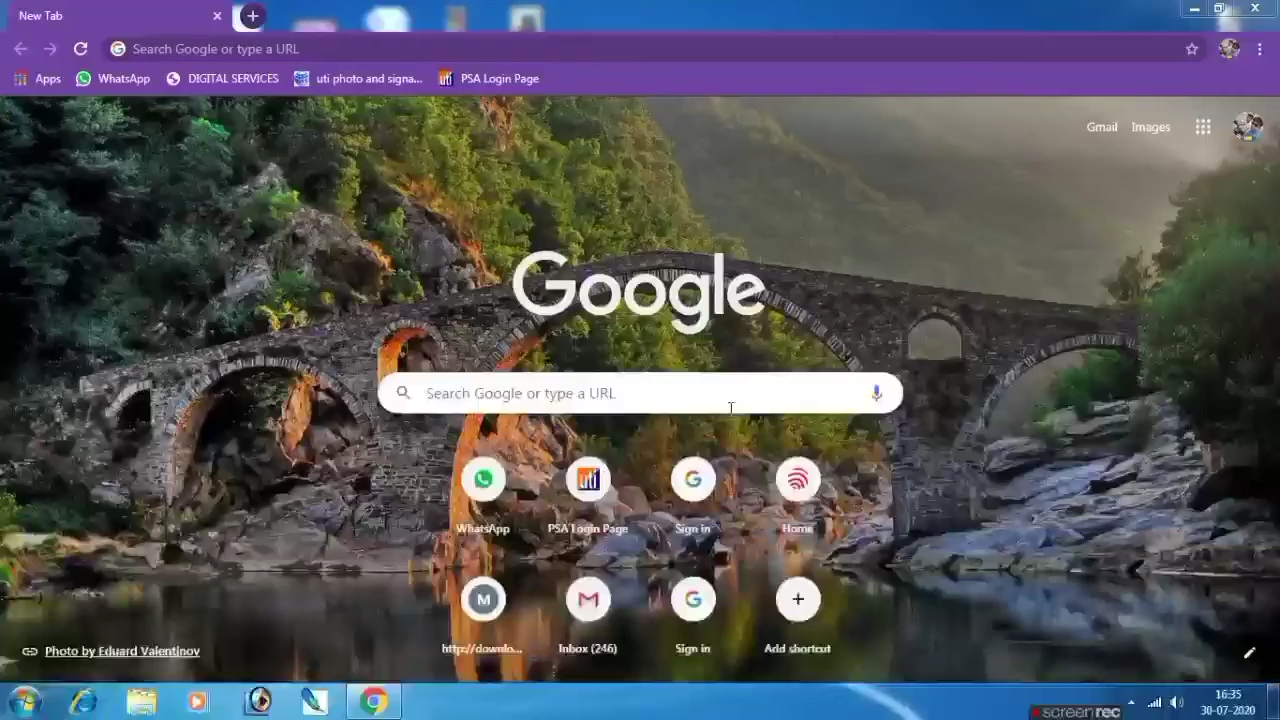 New Tab
Search Google or type a URL
Apps
WhatsApp
DIGITAL SERVICES
uti photo and signa...
uti
PSA Login Page
Gmail
Images
Google
Search Google or type a URL
uti
WhatsApp
PSA Login Page
Sign in
Home
M
http://downlo...
Inbox (246)
Sign in
Add shortcut
Photo by Eduard Valentinov
16:35
30-07-2020
screenrec